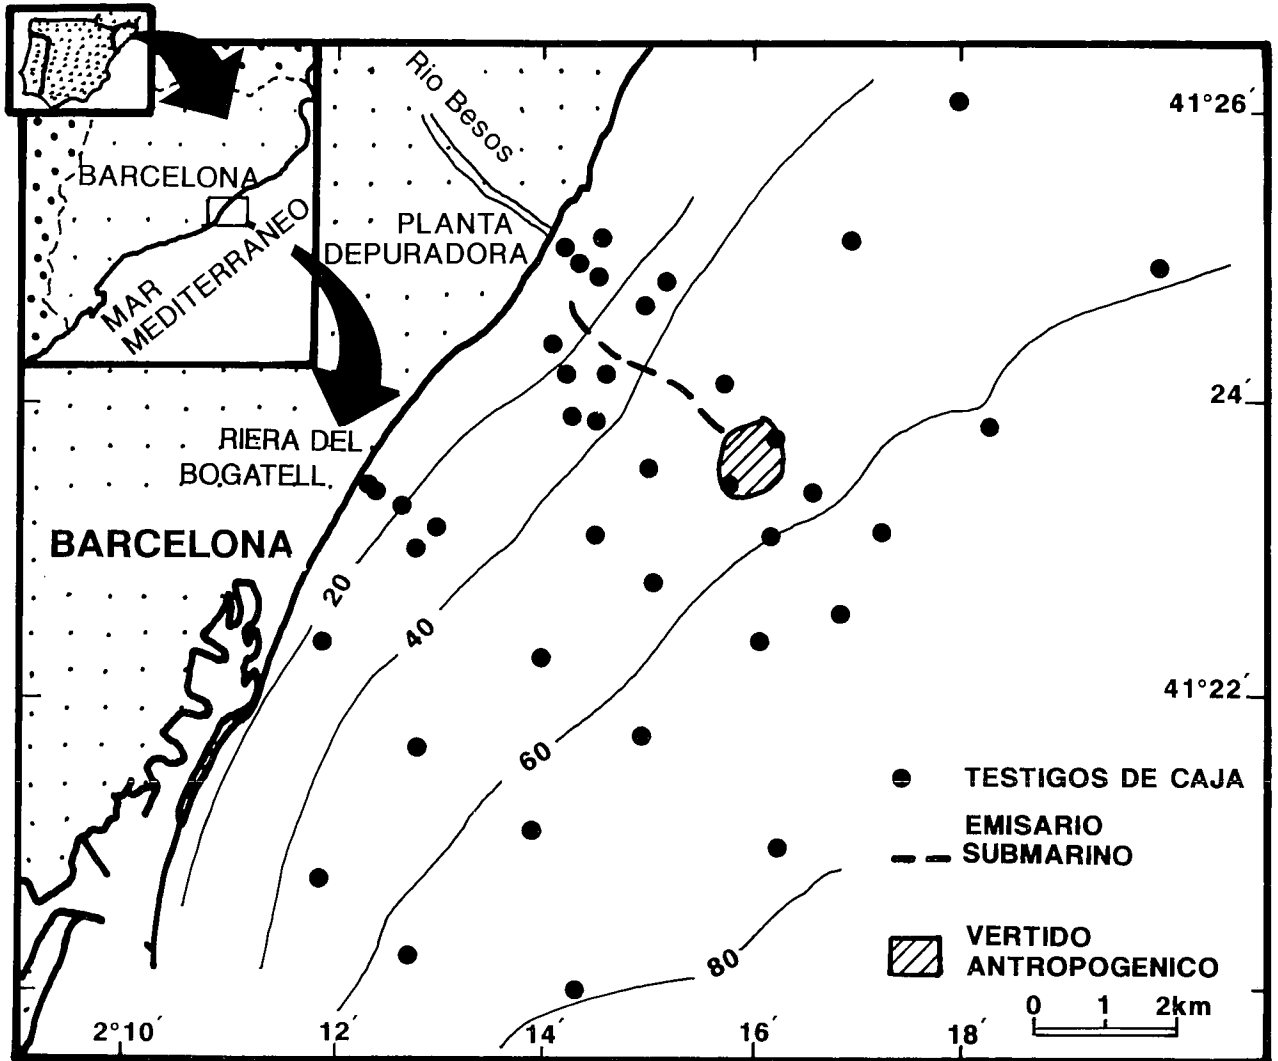 Rio Besos
41°26´
BARCELONA
MAR
MEDITERRANEO
PLANTA
DEPURADORA
24´
RIERA DEL
BOGATELL
BARCELONA
20
40
41°22´
60
TESTIGOS DE CAJA
EMISARIO
SUBMARINO
VERTIDO
ANTROPOGENICO
80
0 1 2km
2°10´ 12´ 14´ 16´ 18´